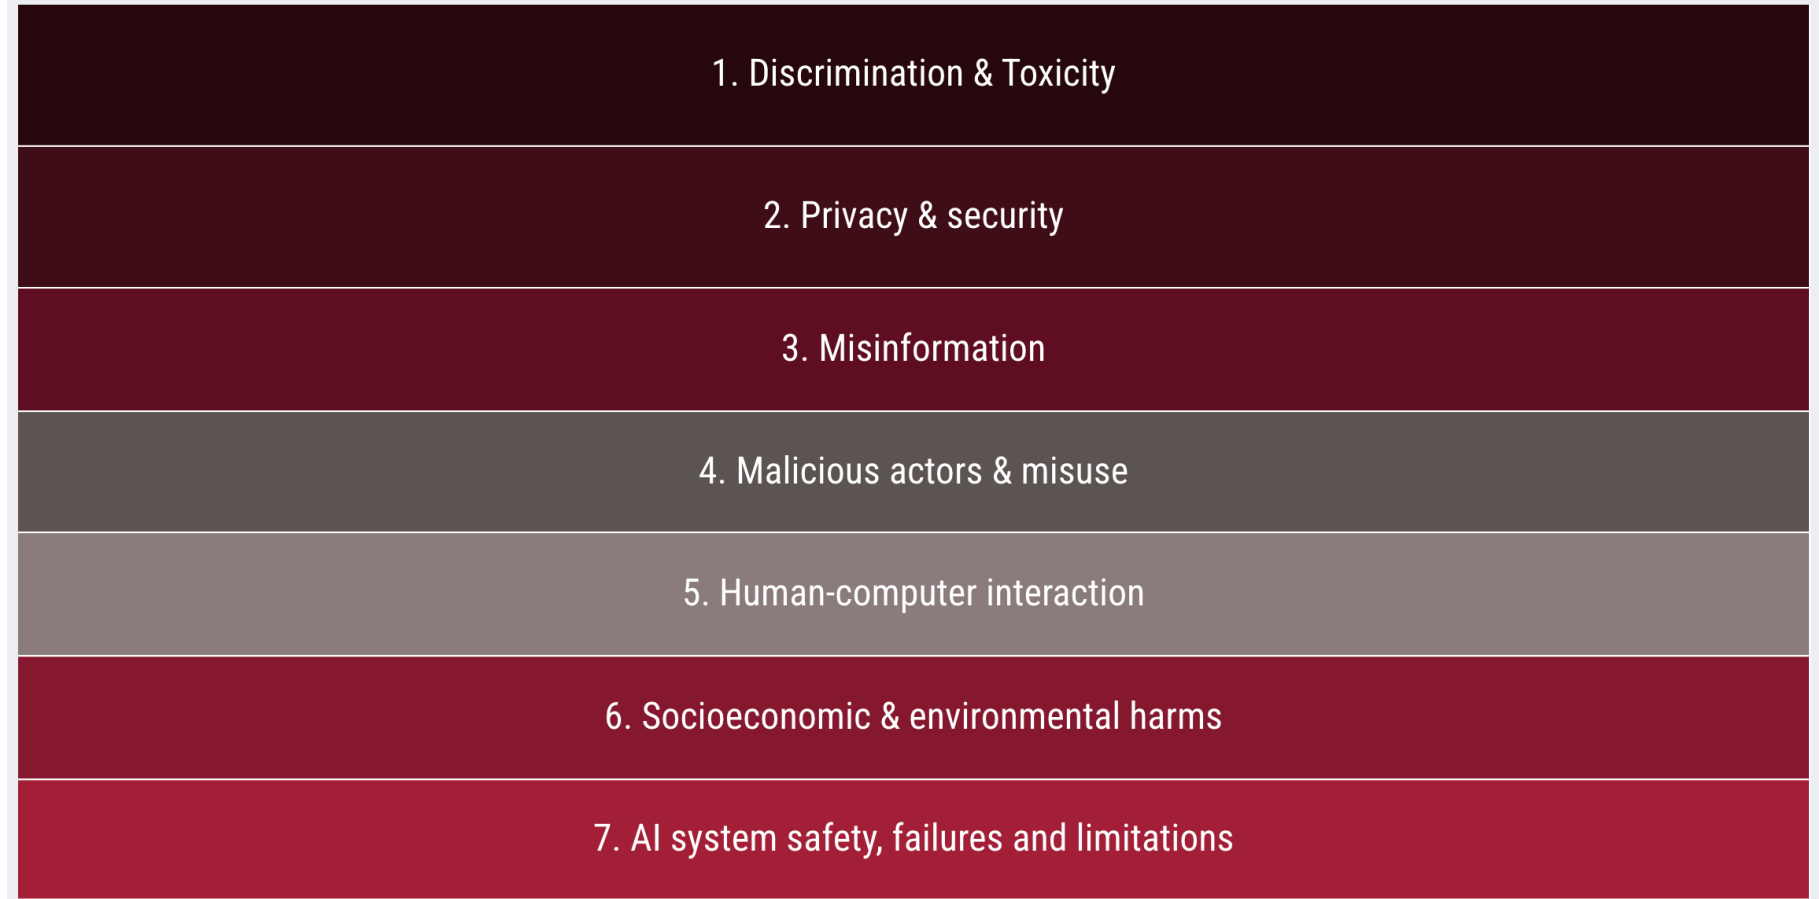 1. Discrimination & Toxicity
2. Privacy & security
3. Misinformation
4. Malicious actors & misuse
5. Human-computer interaction
6. Socioeconomic & environmental harms
7. AI system safety, failures and limitations